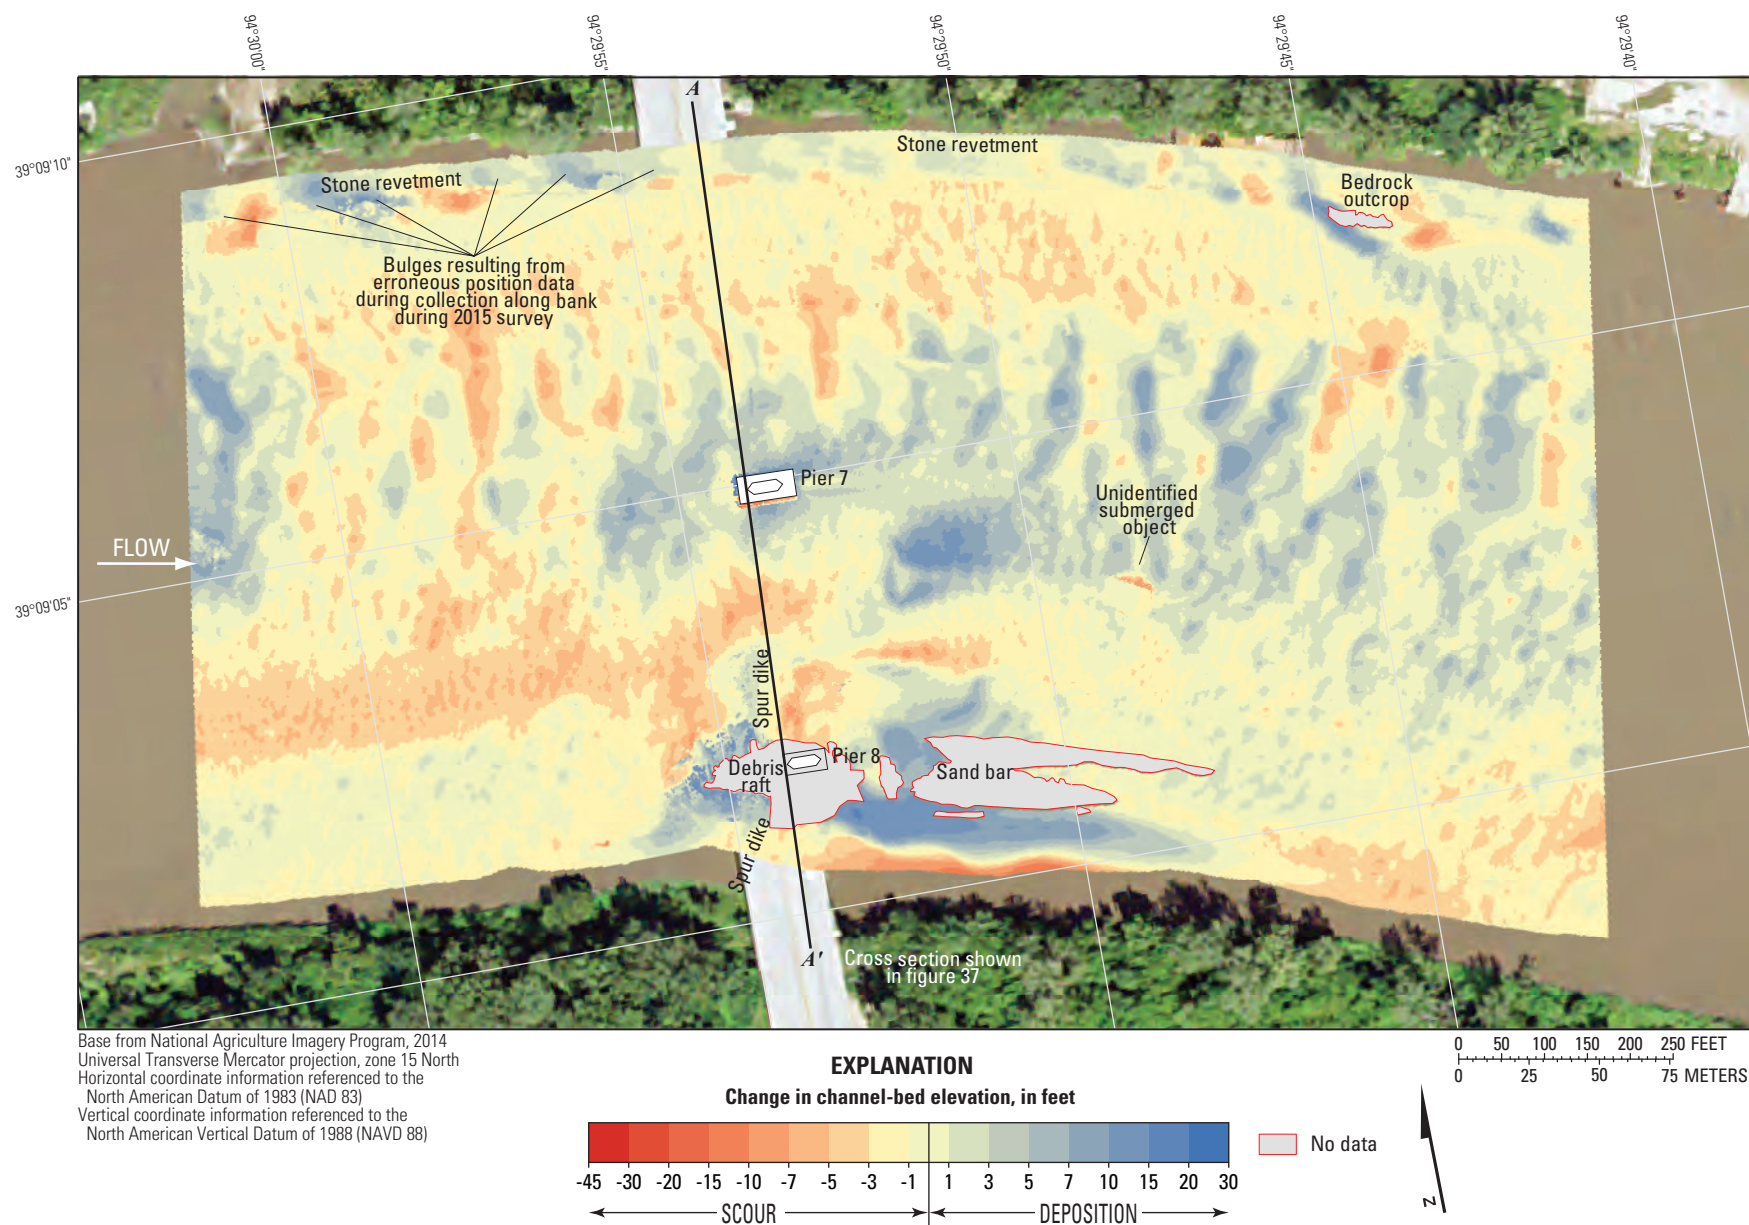 94°30'00"
94°29'55"
94°29'50"
94°29'45"
94°29'40"
39°09'10"
39°09'05"
A
Stone revetment
Stone revetment
Bedrock
outcrop
Bulges resulting from
erroneous position data
during collection along bank
during 2015 survey
Pier 7
Unidentified
submerged
object
FLOW
Spur dike
Pier 8
Debris
raft
Sand bar
Spur dike
A'
Cross section shown
in figure 37
Base from National Agriculture Imagery Program, 2014
Universal Transverse Mercator projection, zone 15 North
Horizontal coordinate information referenced to the
North American Datum of 1983 (NAD 83)
Vertical coordinate information referenced to the
North American Vertical Datum of 1988 (NAVD 88)
EXPLANATION
Change in channel-bed elevation, in feet
-45 -30 -20 -15 -10 -7 -5 -3 -1 1 3 5 7 10 15 20 30
SCOUR DEPOSITION
No data
0 50 100 150 200 250 FEET
0 25 50 75 METERS
N